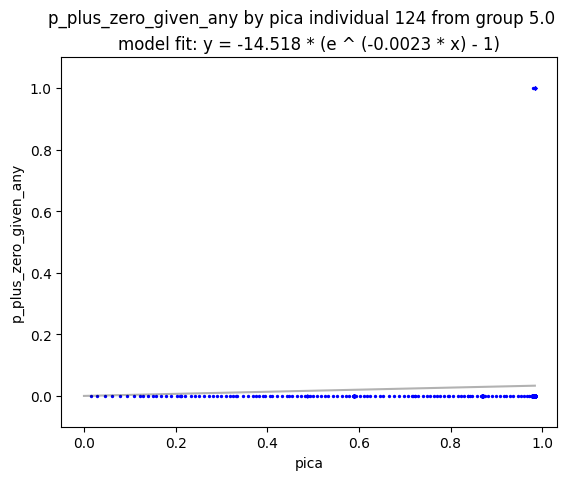 p_plus_zero_given_any by pica individual 124 from group 5.0
model fit: y = -14.518 * (e ^ (-0.0023 * x) - 1)
1.0
0.8
0.6
0.4
0.2
0.0
p_plus_zero_given_any
0.0 0.2 0.4 0.6 0.8 1.0
pica